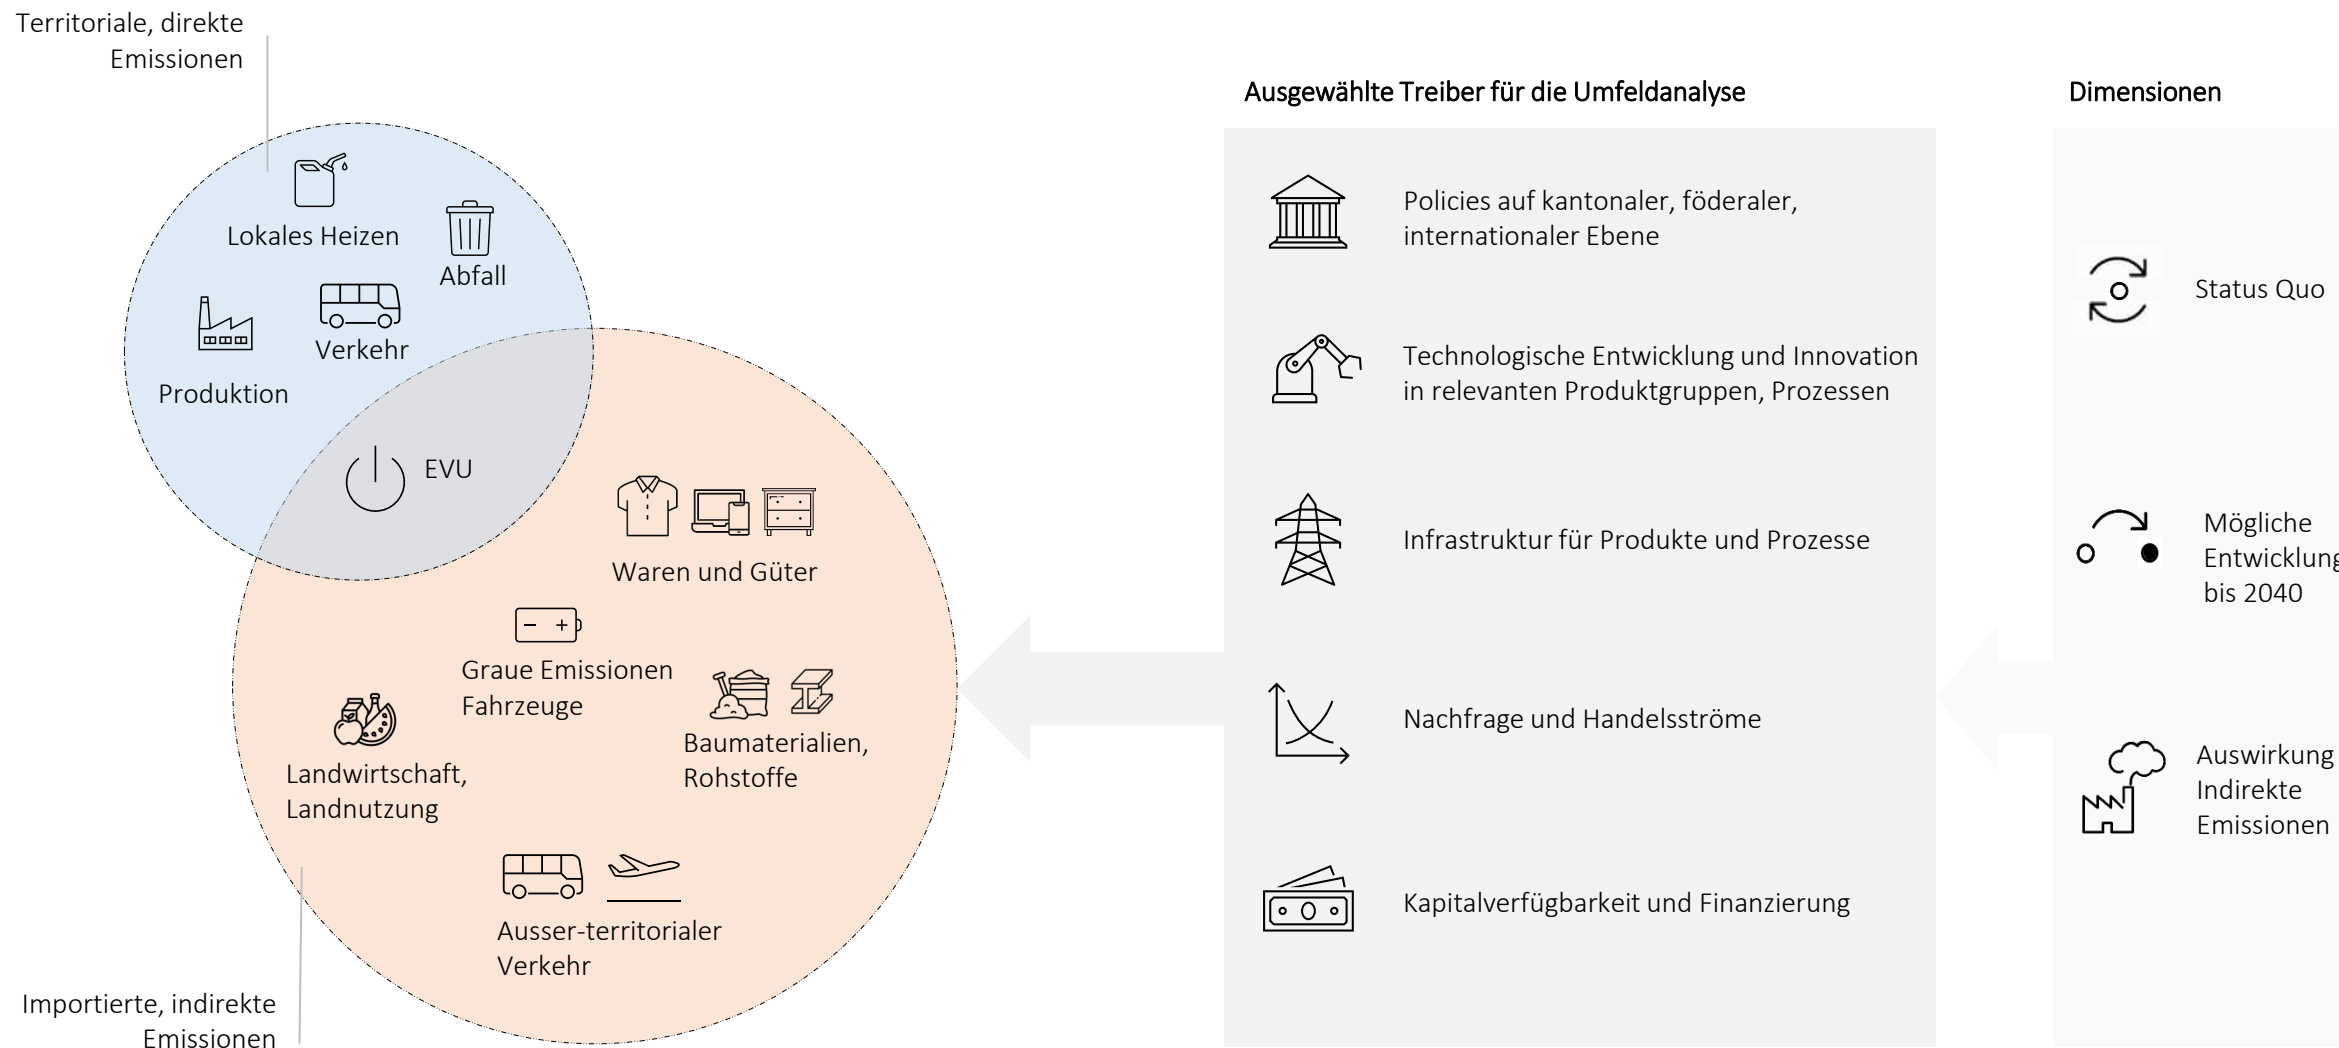 Territoriale, direkte
Emissionen
Lokales Heizen
Abfall
Verkehr
Produktion
EVU
Waren und Güter
Graue Emissionen
Fahrzeuge
Baumaterialien,
Rohstoffe
Landwirtschaft,
Landnutzung
Ausser-territorialer
Verkehr
Importierte, indirekte
Emissionen
Ausgewählte Treiber für die Umfeldanalyse
Policies auf kantonaler, föderaler,
internationaler Ebene
Technologische Entwicklung und Innovation
in relevanten Produktgruppen, Prozessen
Infrastruktur für Produkte und Prozesse
Nachfrage und Handelsströme
Kapitalverfügbarkeit und Finanzierung
Dimensionen
Status Quo
Mögliche
Entwicklung
bis 2040
Auswirkung
Indirekte
Emissionen